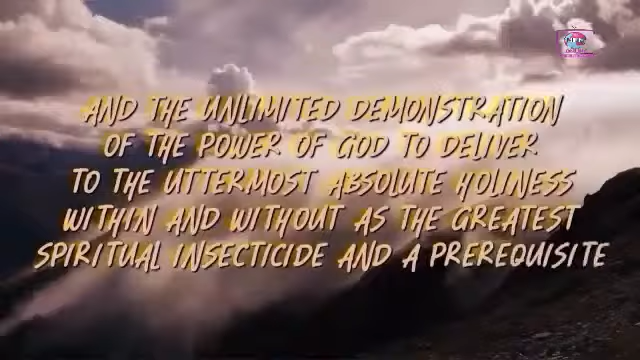 AND THE UNLIMITED DEMONSTRATION
OF THE POWER OF GOD TO DELIVER
TO THE UTTERMOST ABSOLUTE HOLINESS
WITHIN AND WITHOUT AS THE GREATEST
SPIRITUAL INSECTICIDE AND A PREREQUISITE